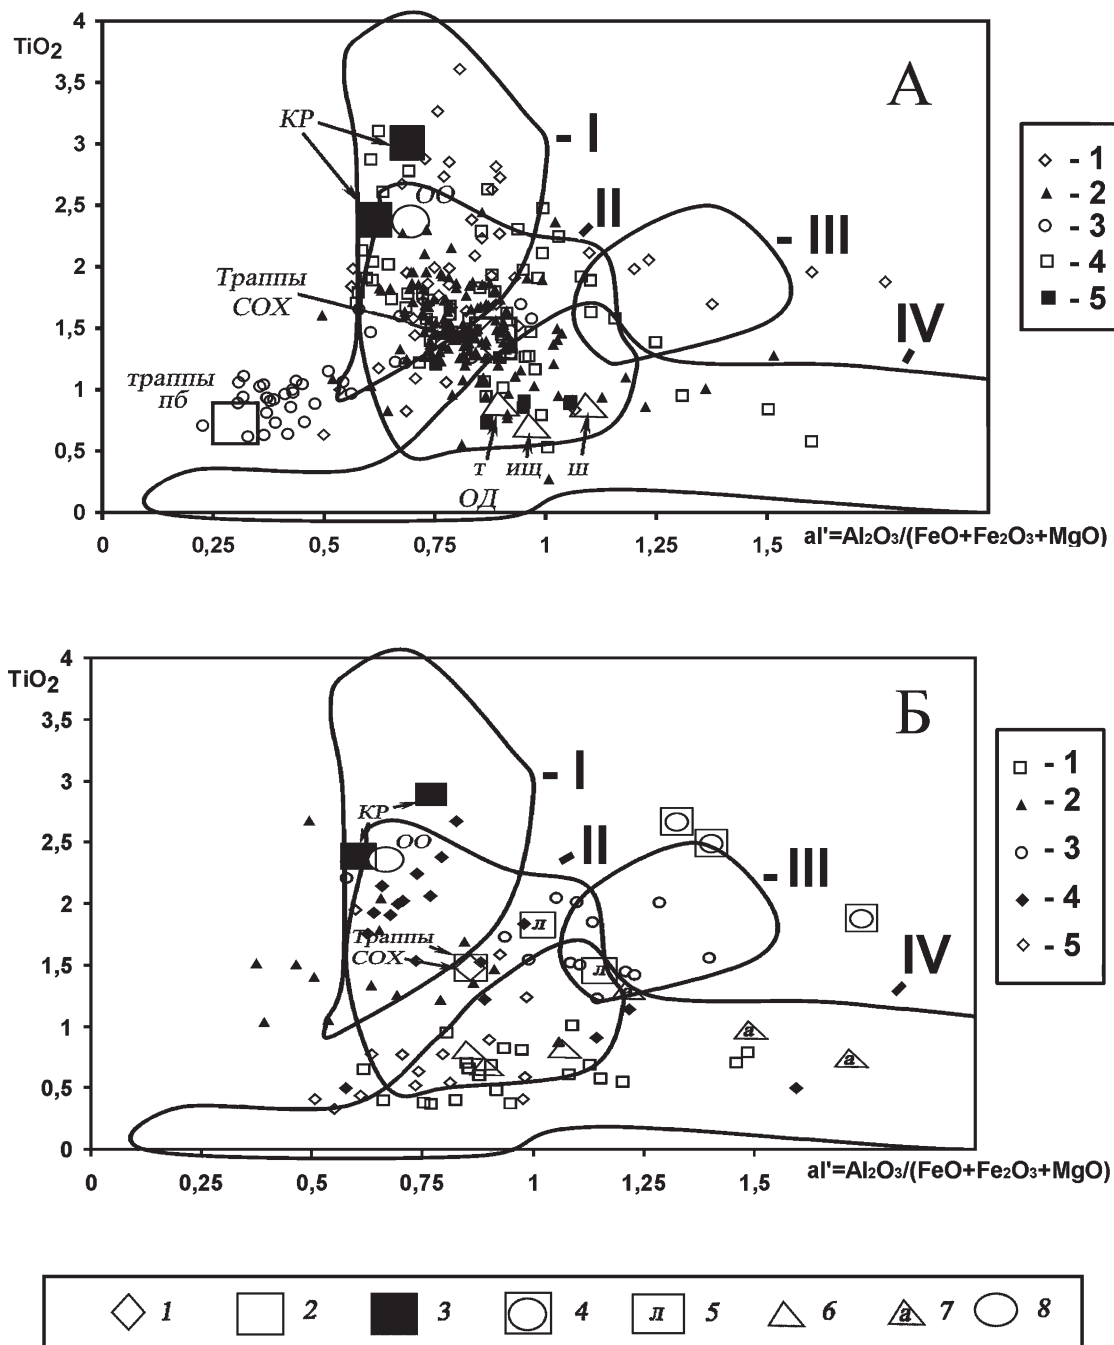 TiO2
4
3,5
3
2,5
2
1,5
1
0,5
0
А
КР
ОО
- I
II
- III
IV
Траппы
СОХ
траппы
пб
т
ищ
ш
ОД
- 1
- 2
- 3
- 4
- 5
0
0,25
0,5
0,75
1
1,25
1,5
al'=Al2O3/(FeO+Fe2O3+MgO)
TiO2
4
3,5
3
2,5
2
1,5
1
0,5
0
Б
- I
КР
ОО
II
- III
IV
л
Траппы
СОХ
л
а
а
а
- 1
- 2
- 3
- 4
- 5
0
0,25
0,5
0,75
1
1,25
1,5
al'=Al2O3/(FeO+Fe2O3+MgO)
1 2 3 4 л 5 6 а 7 8